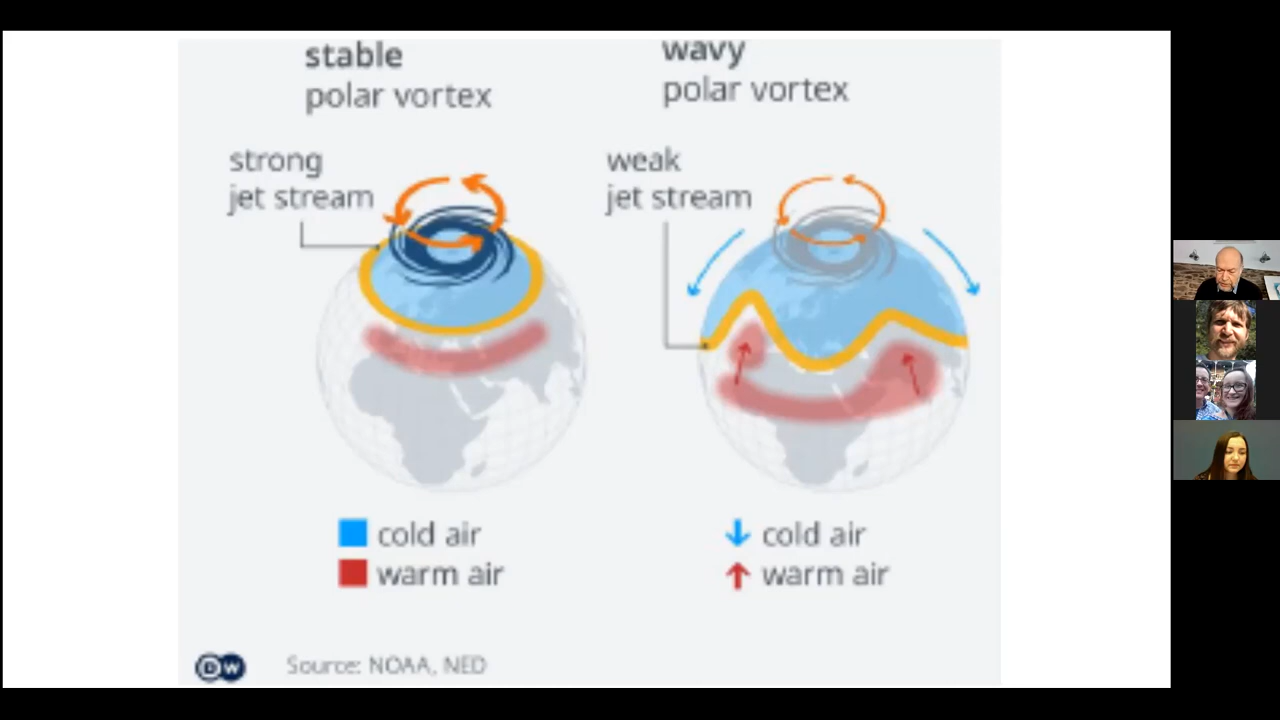 stable
polar vortex
wavy
polar vortex
strong
jet stream
weak
jet stream
cold air
warm air
cold air
warm air
DW
Source: NOAA, NED